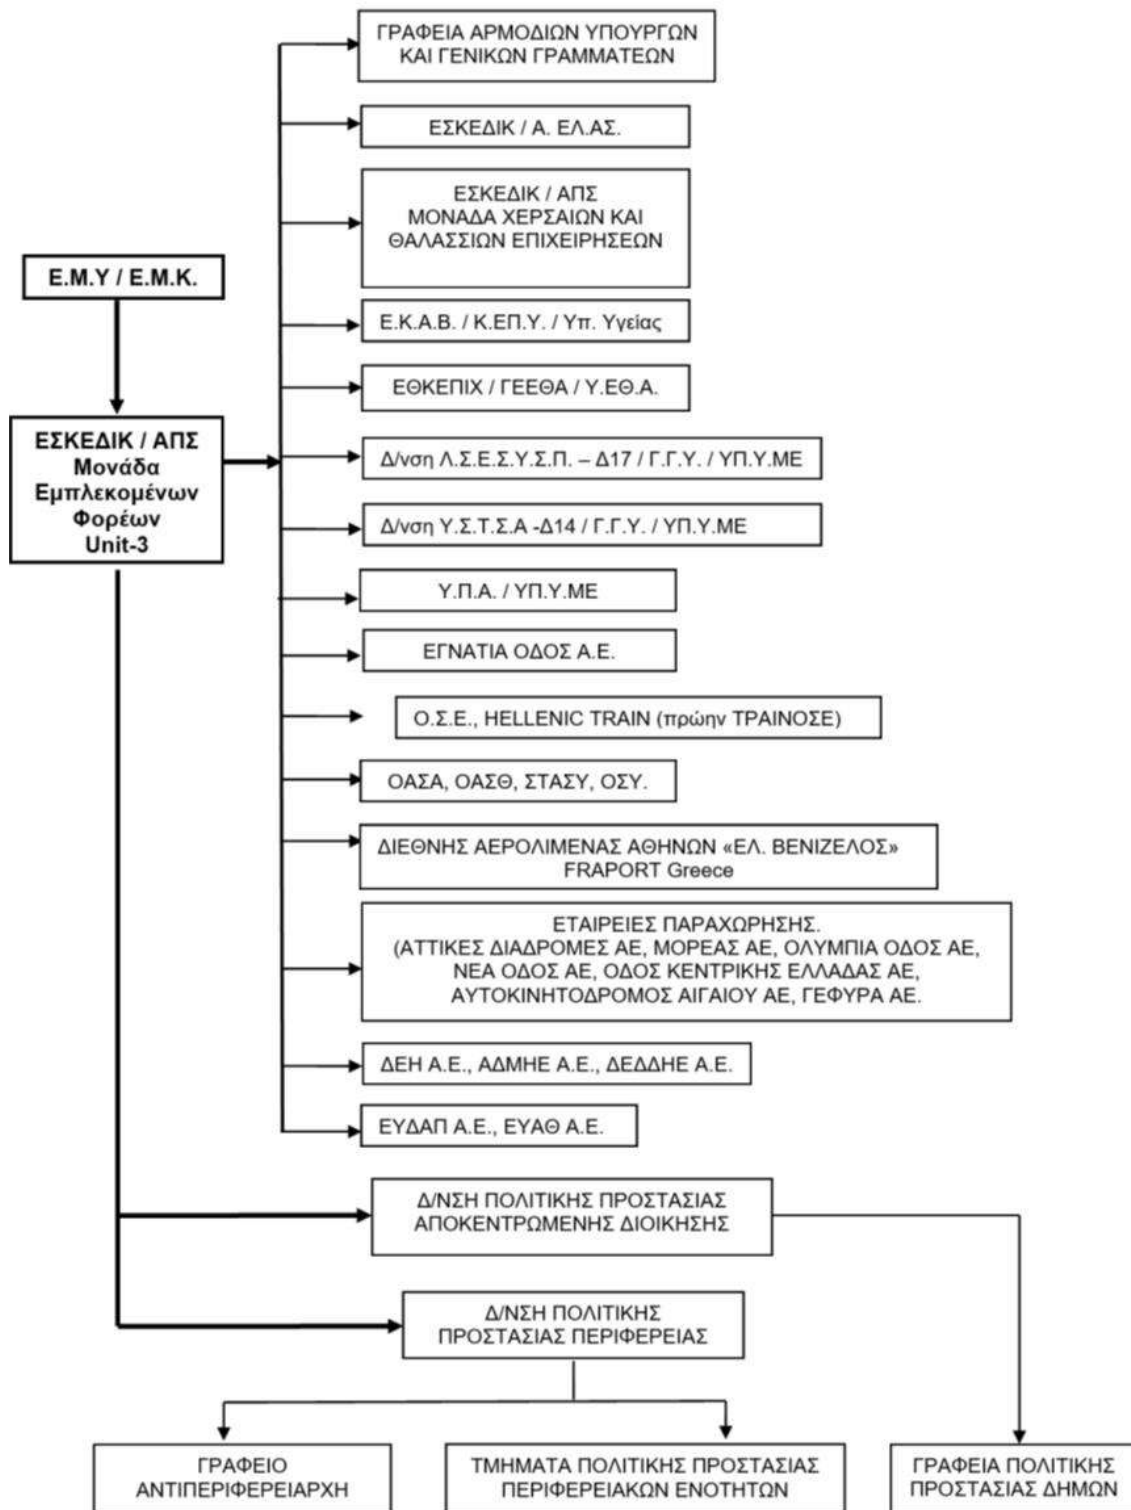 ΓΡΑΦΕΙΑ ΑΡΜΟΔΙΩΝ ΥΠΟΥΡΓΩΝ
ΚΑΙ ΓΕΝΙΚΩΝ ΓΡΑΜΜΑΤΕΩΝ
ΕΣΚΕΔΙΚ / Α. ΕΛ.ΑΣ.
ΕΣΚΕΔΙΚ / ΑΠΣ
ΜΟΝΑΔΑ ΧΕΡΣΑΙΩΝ ΚΑΙ
ΘΑΛΑΣΣΙΩΝ ΕΠΙΧΕΙΡΗΣΕΩΝ
Ε.Μ.Υ / Ε.Μ.Κ.
Ε.Κ.Α.Β. / Κ.ΕΠ.Υ. / Υπ. Υγείας
ΕΘΚΕΠΙΧ / ΓΕΕΘΑ / Υ.ΕΘ.Α.
ΕΣΚΕΔΙΚ / ΑΠΣ
Μονάδα
Εμπλεκομένων
Φορέων
Unit-3
Δ/νση Λ.Σ.Ε.Σ.Υ.Σ.Π. – Δ17 / Γ.Γ.Υ. / ΥΠ.Υ.ΜΕ
Δ/νση Υ.Σ.Τ.Σ.Α -Δ14 / Γ.Γ.Υ. / ΥΠ.Υ.ΜΕ
Υ.Π.Α. / ΥΠ.Υ.ΜΕ
ΕΓΝΑΤΙΑ ΟΔΟΣ Α.Ε.
Ο.Σ.Ε., HELLENIC TRAIN (πρώην ΤΡΑΙΝΟΣΕ)
ΟΑΣΑ, ΟΑΣΘ, ΣΤΑΣΥ, ΟΣΥ.
ΔΙΕΘΝΗΣ ΑΕΡΟΛΙΜΕΝΑΣ ΑΘΗΝΩΝ «ΕΛ. ΒΕΝΙΖΕΛΟΣ»
FRAPORT Greece
ΕΤΑΙΡΕΙΕΣ ΠΑΡΑΧΩΡΗΣΗΣ.
(ΑΤΤΙΚΕΣ ΔΙΑΔΡΟΜΕΣ ΑΕ, ΜΟΡΕΑΣ ΑΕ, ΟΛΥΜΠΙΑ ΟΔΟΣ ΑΕ,
ΝΕΑ ΟΔΟΣ ΑΕ, ΟΔΟΣ ΚΕΝΤΡΙΚΗΣ ΕΛΛΑΔΑΣ ΑΕ,
ΑΥΤΟΚΙΝΗΤΟΔΡΟΜΟΣ ΑΙΓΑΙΟΥ ΑΕ, ΓΕΦΥΡΑ ΑΕ.
ΔΕΗ Α.Ε., ΑΔΜΗΕ Α.Ε., ΔΕΔΔΗΕ Α.Ε.
ΕΥΔΑΠ Α.Ε., ΕΥΑΘ Α.Ε.
Δ/ΝΣΗ ΠΟΛΙΤΙΚΗΣ ΠΡΟΣΤΑΣΙΑΣ
ΑΠΟΚΕΝΤΡΩΜΕΝΗΣ ΔΙΟΙΚΗΣΗΣ
Δ/ΝΣΗ ΠΟΛΙΤΙΚΗΣ
ΠΡΟΣΤΑΣΙΑΣ ΠΕΡΙΦΕΡΕΙΑΣ
ΓΡΑΦΕΙΟ
ΑΝΤΙΠΕΡΙΦΕΡΕΙΑΡΧΗ
ΤΜΗΜΑΤΑ ΠΟΛΙΤΙΚΗΣ ΠΡΟΣΤΑΣΙΑΣ
ΠΕΡΙΦΕΡΕΙΑΚΩΝ ΕΝΟΤΗΤΩΝ
ΓΡΑΦΕΙΑ ΠΟΛΙΤΙΚΗΣ
ΠΡΟΣΤΑΣΙΑΣ ΔΗΜΩΝ